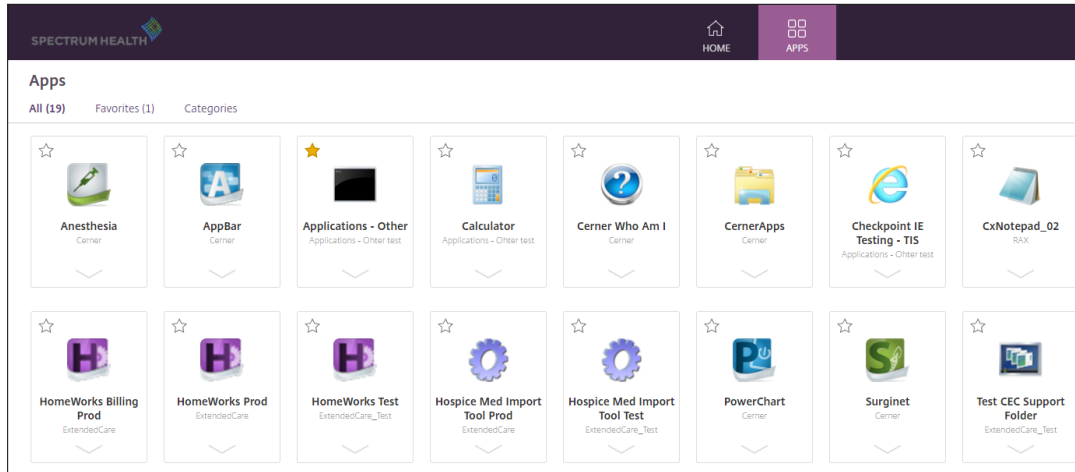 SPECTRUM HEALTH
HOME
APPS
Apps
All (19) Favorites (1) Categories
Anesthesia
Cerner
AppBar
Cerner
Applications - Other
Applications - Ohter test
Calculator
Applications - Ohter test
Cerner Who Am I
Cerner
CernerApps
Cerner
Checkpoint IE
Testing - TIS
Applications - Ohter test
CxNotepad_02
RAX
HomeWorks Billing
Prod
ExtendedCare
HomeWorks Prod
ExtendedCare
HomeWorks Test
ExtendedCare_Test
Hospice Med Import
Tool Prod
ExtendedCare
Hospice Med Import
Tool Test
ExtendedCare_Test
PowerChart
Cerner
Surginet
Cerner
Test CEC Support
Folder
ExtendedCare_Test